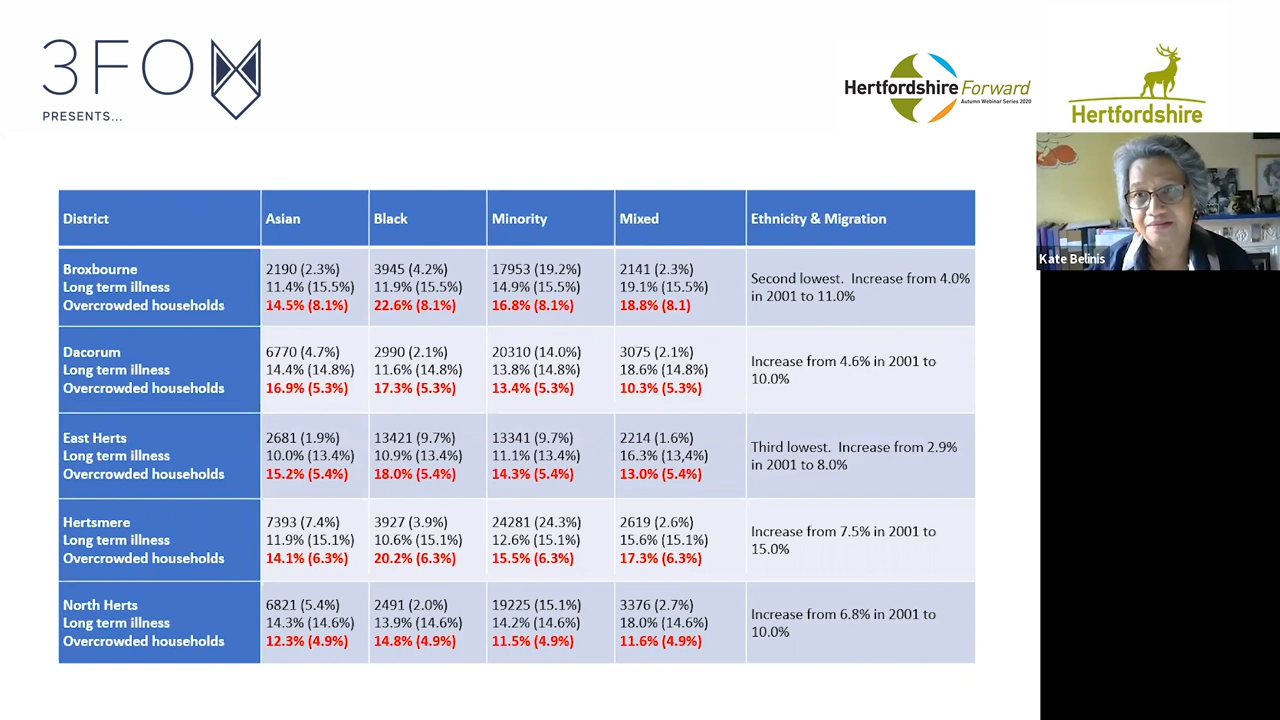 3FO
PRESENTS...
Hertfordshire Forward
Autumn Webinar Series 2020
Hertfordshire
Kate Belinis
District Asian Black Minority Mixed Ethnicity & Migration
Broxbourne 2190 (2.3%) 3945 (4.2%) 17953 (19.2%) 2141 (2.3%) Second lowest. Increase from 4.0%
Long term illness 11.4% (15.5%) 11.9% (15.5%) 14.9% (15.5%) 19.1% (15.5%) in 2001 to 11.0%
Overcrowded households 14.5% (8.1%) 22.6% (8.1%) 16.8% (8.1%) 18.8% (8.1)
Dacorum 6770 (4.7%) 2990 (2.1%) 20310 (14.0%) 3075 (2.1%) Increase from 4.6% in 2001 to
Long term illness 14.4% (14.8%) 11.6% (14.8%) 13.8% (14.8%) 18.6% (14.8%) 10.0%
Overcrowded households 16.9% (5.3%) 17.3% (5.3%) 13.4% (5.3%) 10.3% (5.3%)
East Herts 2681 (1.9%) 13421 (9.7%) 13341 (9.7%) 2214 (1.6%) Third lowest. Increase from 2.9%
Long term illness 10.0% (13.4%) 10.9% (13.4%) 11.1% (13.4%) 16.3% (13,4%) in 2001 to 8.0%
Overcrowded households 15.2% (5.4%) 18.0% (5.4%) 14.3% (5.4%) 13.0% (5.4%)
Hertsmere 7393 (7.4%) 3927 (3.9%) 24281 (24.3%) 2619 (2.6%) Increase from 7.5% in 2001 to
Long term illness 11.9% (15.1%) 10.6% (15.1%) 12.6% (15.1%) 15.6% (15.1%) 15.0%
Overcrowded households 14.1% (6.3%) 20.2% (6.3%) 15.5% (6.3%) 17.3% (6.3%)
North Herts 6821 (5.4%) 2491 (2.0%) 19225 (15.1%) 3376 (2.7%) Increase from 6.8% in 2001 to
Long term illness 14.3% (14.6%) 13.9% (14.6%) 14.2% (14.6%) 18.0% (14.6%) 10.0%
Overcrowded households 12.3% (4.9%) 14.8% (4.9%) 11.5% (4.9%) 11.6% (4.9%)